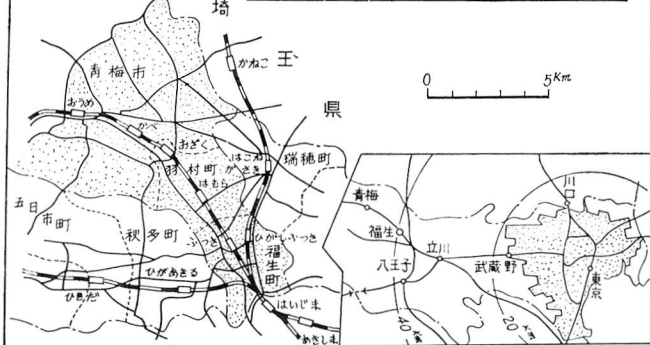 埼
玉
県
かねこ
青梅市
0 5Km
おうめ
かべ
おざく
はこねがさき
瑞穂町
羽村町
はむら
五日市町
秋多町
ふっさ
ひがしふっさ
福生町
ひがあきる
はいじま
あきしま
川口
青梅
福生
立川
八王子
武蔵野
東京
40
20